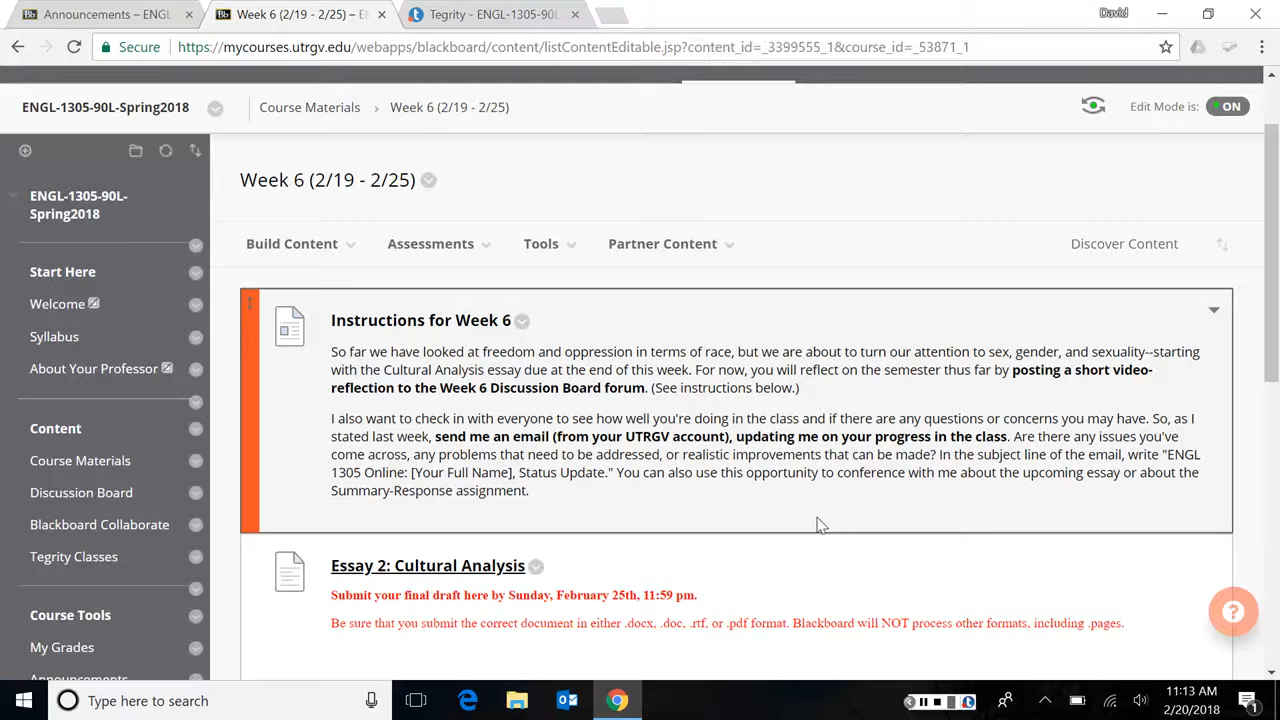 Announcements – ENGL
Week 6 (2/19 - 2/25) – E
Tegrity - ENGL-1305-90L
David
Secure
https://mycourses.utrgv.edu/webapps/blackboard/content/listContentEditable.jsp?content_id=_3399555_1&course_id=_53871_1
ENGL-1305-90L-Spring2018
Course Materials
Week 6 (2/19 - 2/25)
Edit Mode is:
ON
ENGL-1305-90L-
Spring2018
Start Here
Welcome
Syllabus
About Your Professor
Content
Course Materials
Discussion Board
Blackboard Collaborate
Tegrity Classes
Course Tools
My Grades
Announcements
Week 6 (2/19 - 2/25)
Build Content
Assessments
Tools
Partner Content
Discover Content
Instructions for Week 6
So far we have looked at freedom and oppression in terms of race, but we are about to turn our attention to sex, gender, and sexuality--starting
with the Cultural Analysis essay due at the end of this week. For now, you will reflect on the semester thus far by posting a short video-
reflection to the Week 6 Discussion Board forum. (See instructions below.)
I also want to check in with everyone to see how well you're doing in the class and if there are any questions or concerns you may have. So, as I
stated last week, send me an email (from your UTRGV account), updating me on your progress in the class. Are there any issues you've
come across, any problems that need to be addressed, or realistic improvements that can be made? In the subject line of the email, write "ENGL
1305 Online: [Your Full Name], Status Update." You can also use this opportunity to conference with me about the upcoming essay or about the
Summary-Response assignment.
Essay 2: Cultural Analysis
Submit your final draft here by Sunday, February 25th, 11:59 pm.
Be sure that you submit the correct document in either .docx, .doc, .rtf, or .pdf format. Blackboard will NOT process other formats, including .pages.
?
Type here to search
11:13 AM
2/20/2018
1